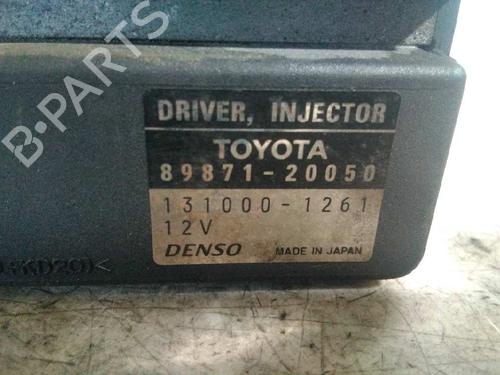 B-PARTS
DRIVER, INJECTOR
TOYOTA
89871-20050
131000-1261
12V
DENSO MADE IN JAPAN